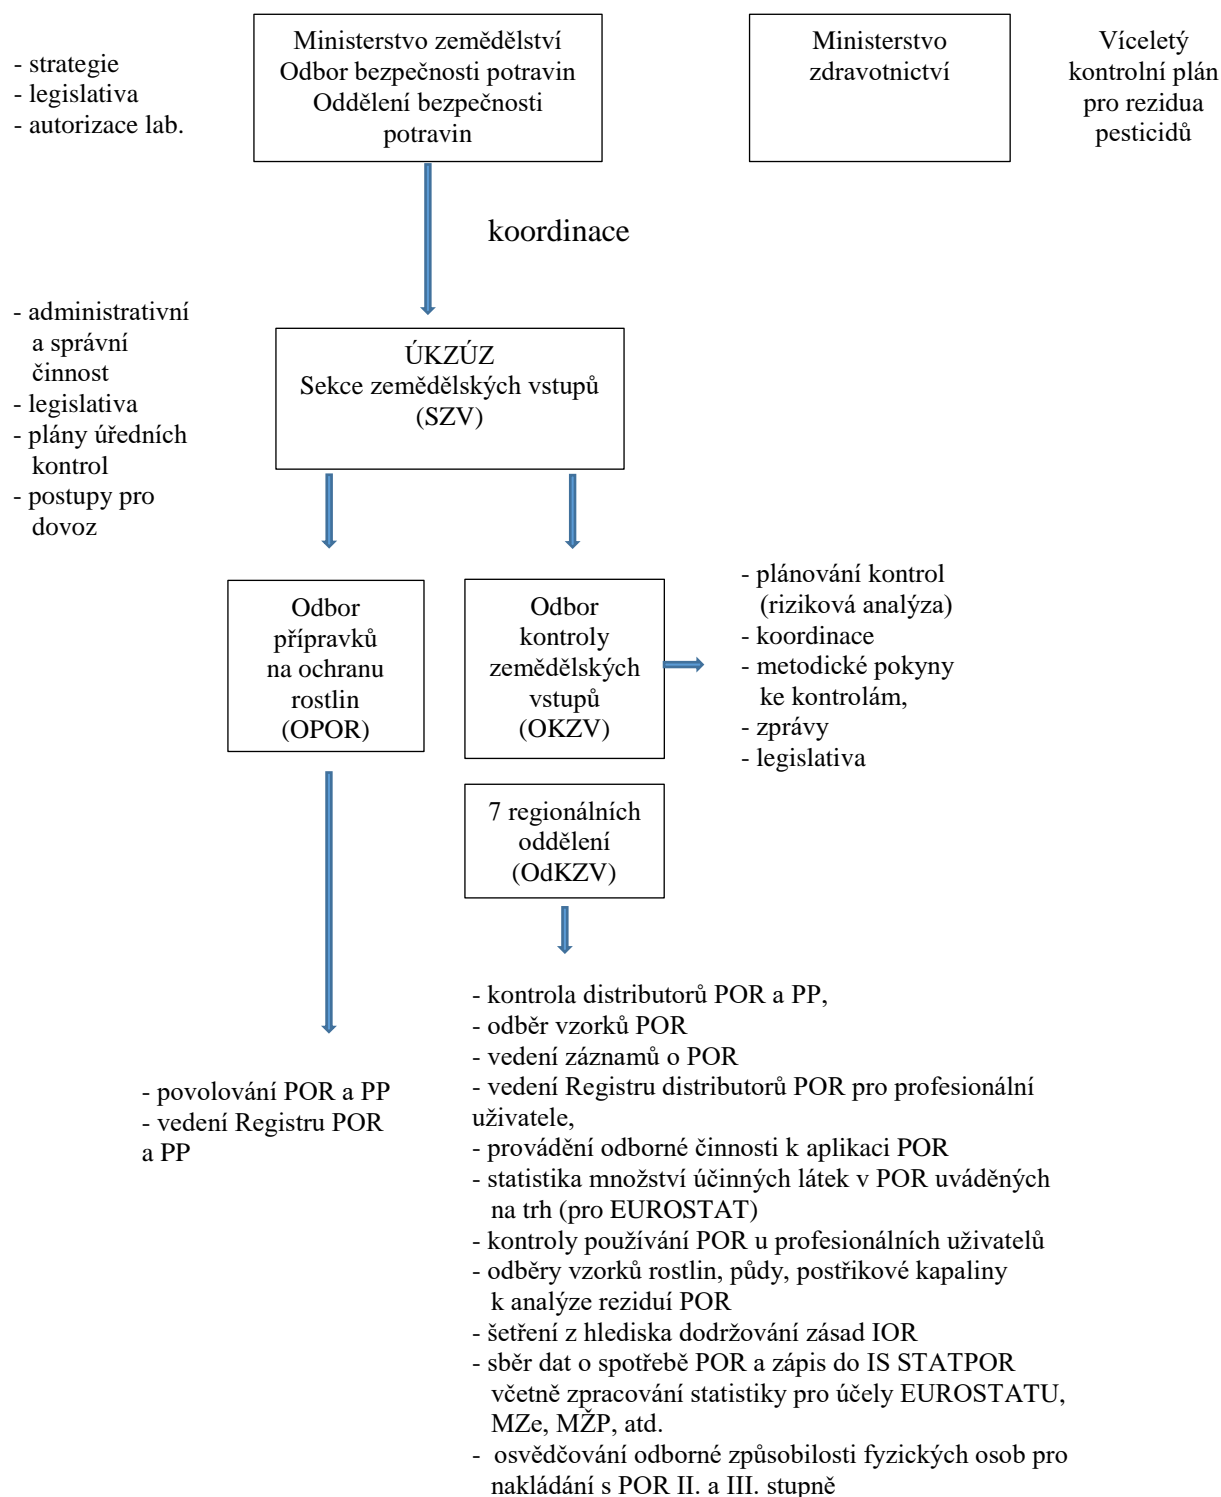 - strategie
- legislativa
- autorizace lab.
Ministerstvo zemědělství
Odbor bezpečnosti potravin
Oddělení bezpečnosti
potravin
Ministerstvo
zdravotnictví
Víceletý
kontrolní plán
pro rezidua
pesticidů
koordinace
- administrativní
a správní
činnost
- legislativa
- plány úředních
kontrol
- postupy pro
dovoz
ÚKZÚZ
Sekce zemědělských vstupů
(SZV)
Odbor
přípravků
na ochranu
rostlin
(OPOR)
Odbor
kontroly
zemědělských
vstupů
(OKZV)
- plánování kontrol
(riziková analýza)
- koordinace
- metodické pokyny
ke kontrolám,
- zprávy
- legislativa
7 regionálních
oddělení
(OdKZV)
- povolování POR a PP
- vedení Registru POR
a PP
- kontrola distributorů POR a PP,
- odběr vzorků POR
- vedení záznamů o POR
- vedení Registru distributorů POR pro profesionální
uživatele,
- provádění odborné činnosti k aplikaci POR
- statistika množství účinných látek v POR uváděných
na trh (pro EUROSTAT)
- kontroly používání POR u profesionálních uživatelů
- odběry vzorků rostlin, půdy, postřikové kapaliny
k analýze reziduí POR
- šetření z hlediska dodržování zásad IOR
- sběr dat o spotřebě POR a zápis do IS STATPOR
včetně zpracování statistiky pro účely EUROSTATU,
MZe, MŽP, atd.
- osvědčování odborné způsobilosti fyzických osob pro
nakládání s POR II. a III. stupně